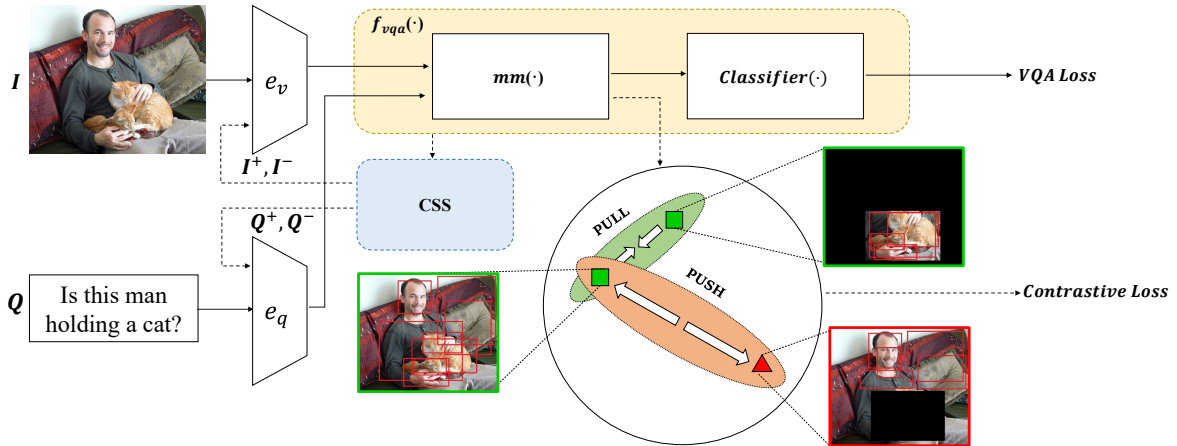 f_vqa(·)
I
e_v
mm(·)
Classifier(·)
VQA Loss
I⁺, I⁻
CSS
Q⁺, Q⁻
PULL
PUSH
Q
Is this man
holding a cat?
e_q
Contrastive Loss